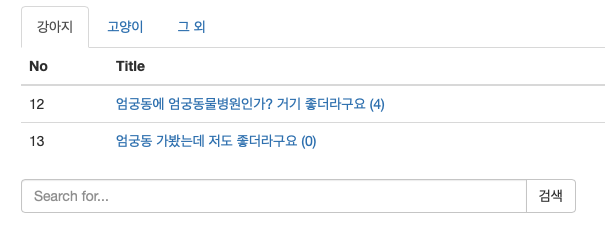 강아지 고양이 그 외
No Title
12 엄궁동에 엄궁동물병원인가? 거기 좋더라구요 (4)
13 엄궁동 가봤는데 저도 좋더라구요 (0)
Search for... 검색